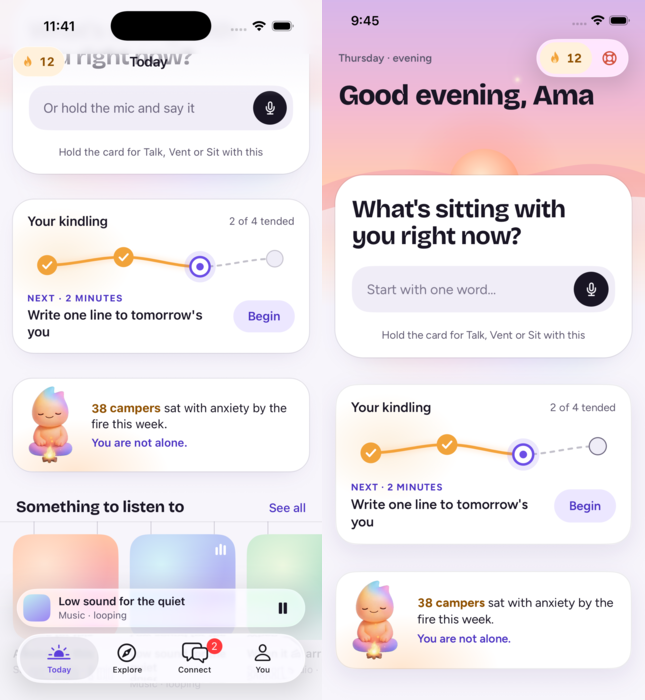 11:41
12
Today
you right now?
Or hold the mic and say it
Hold the card for Talk, Vent or Sit with this
Your kindling
2 of 4 tended
NEXT · 2 MINUTES
Write one line to tomorrow's
you
Begin
38 campers sat with anxiety by the
fire this week.
You are not alone.
Something to listen to
See all
Low sound for the quiet
Music · looping
Today
Explore
Connect
2
You
9:45
Thursday · evening
12
Good evening, Ama
What's sitting with
you right now?
Start with one word...
Hold the card for Talk, Vent or Sit with this
Your kindling
2 of 4 tended
NEXT · 2 MINUTES
Write one line to tomorrow's
you
Begin
38 campers sat with anxiety by the
fire this week.
You are not alone.